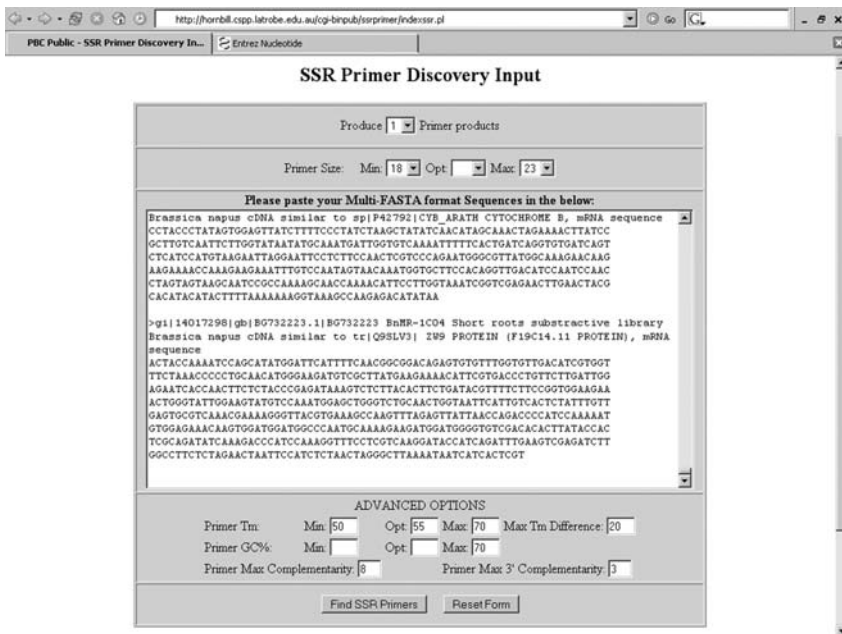 http://hornbill.cspp.latrobe.edu.au/cgi-binpub/ssrprimer/indexssr.pl Go G
PBC Public - SSR Primer Discovery In... Entrez Nucleotide
SSR Primer Discovery Input
Produce 1 Primer products
Primer Size: Min: 18 Opt: Max: 23
Please paste your Multi-FASTA format Sequences in the below:
Brassica napus cDNA similar to sp|P42792|CYB_ARATH CYTOCHROME B, mRNA sequence
CCTACCCTATAGTGGAGTTATCTTTTCCCTATCTAAGCTATATCAACATAGCAAACTAGAAAACTTATCC
GCTTGTCAATTCTTGGTATAATATGCAAATGATTGGTGTCAAAATTTTTCACTGATCAGGTGTGATCAGT
CTCATCCATGTAAGAATTAGGAATTCCTCTTCCAACTCGTCCCAGAATGGGCGTTATGGCAAAGAACAAG
AAGAAAACCAAAGAAGAAATTTGTCCAATAGTAACAAATGGTGCTTCCACAGGTTGACATCCAATCCAAC
CTAGTAGTAAGCAATCCGCCAAAAGCAACCAAAACATTCCTTGGTAAATCGGTCGAGAACTTGAACTACG
CACATACATACTTTTAAAAAAAGGTAAAGCCAAGAGACATATAA
>gi|14017298|gb|BG732223.1|BG732223 BnMR-1C04 Short roots substractive library
Brassica napus cDNA similar to tr|Q9SLV3| ZW9 PROTEIN (F19C14.11 PROTEIN), mRNA
sequence
ACTACCAAAATCCAGCATATGGATTCATTTTCAACGGCGGACAGAGTGTGTTTGGTGTTGACATCGTGGT
TTCTAAACCCCCTGCAACATGGGAAGATGTCGCTTATGAAGAAAACATTCGTGACCCTGTTCTTGATTGG
AGAATCACCAACTTCTCTACCCGAGATAAAGTCTCTTACACTTCTGATACGTTTTCTTCCGGTGGAAGAA
ACTGGGTATTGGAAGTATGTCCAAATGGAGCTGGGTCTGCAACTGGTAATTCATTGTCACTCTATTTGTT
GAGTGCGTCAAACGAAAAGGGTTACGTGAAAGCCAAGTTTAGAGTTATTAACCAGACCCCATCCAAAAAT
GTGGAGAAACAAGTGGATGGATGGCCCAATGCAAAAGAAGATGGATGGGGTGTCGACACACTTATACCAC
TCGCAGATATCAAAGACCCATCCAAAGGTTTCCTCGTCAAGGATACCATCAGATTTGAAGTCGAGATCTT
GGCCTTCTCTAGAACTAATTCCATCTCTAACTAGGGCTTAAAATAATCATCACTCGT
ADVANCED OPTIONS
Primer Tm: Min: 50 Opt: 55 Max: 70 Max Tm Difference: 20
Primer GC%: Min: Opt: Max: 70
Primer Max Complementarity: 8 Primer Max 3' Complementarity: 3
Find SSR Primers Reset Form